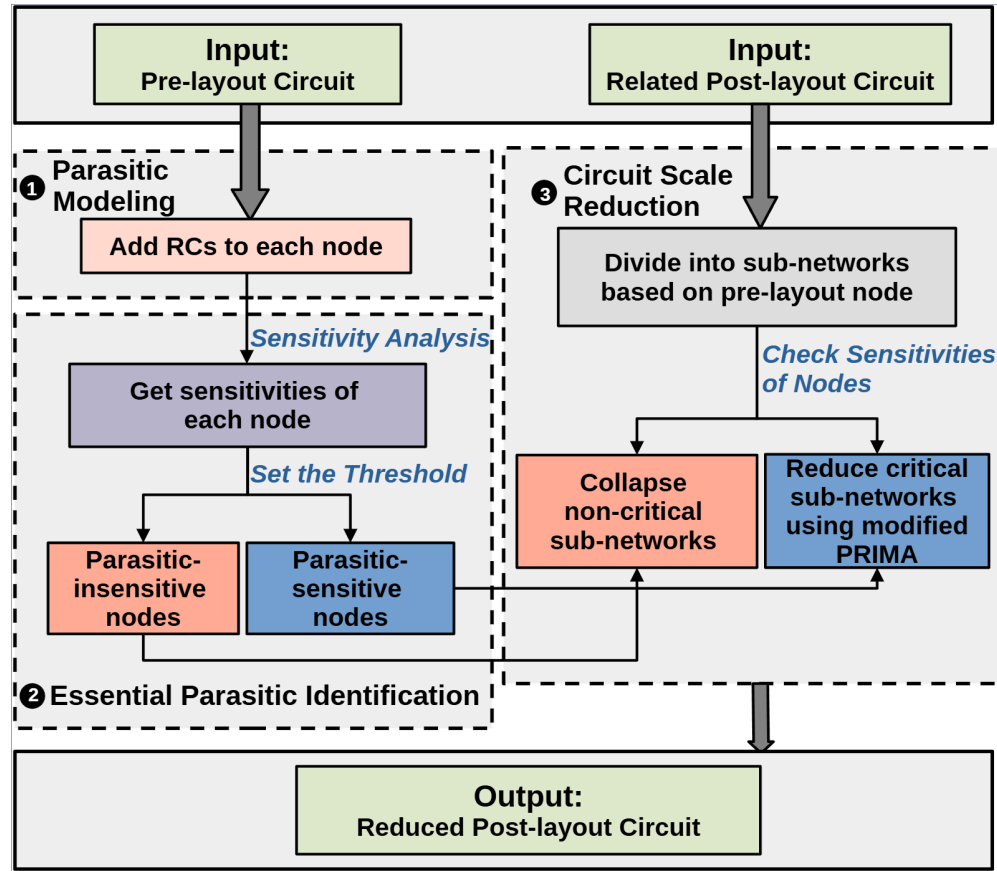 Input:
Pre-layout Circuit
Input:
Related Post-layout Circuit
1 Parasitic
Modeling
Add RCs to each node
Sensitivity Analysis
Get sensitivities of
each node
Set the Threshold
Parasitic-
insensitive
nodes
Parasitic-
sensitive
nodes
2 Essential Parasitic Identification
3 Circuit Scale
Reduction
Divide into sub-networks
based on pre-layout node
Check Sensitivities
of Nodes
Collapse
non-critical
sub-networks
Reduce critical
sub-networks
using modified
PRIMA
Output:
Reduced Post-layout Circuit